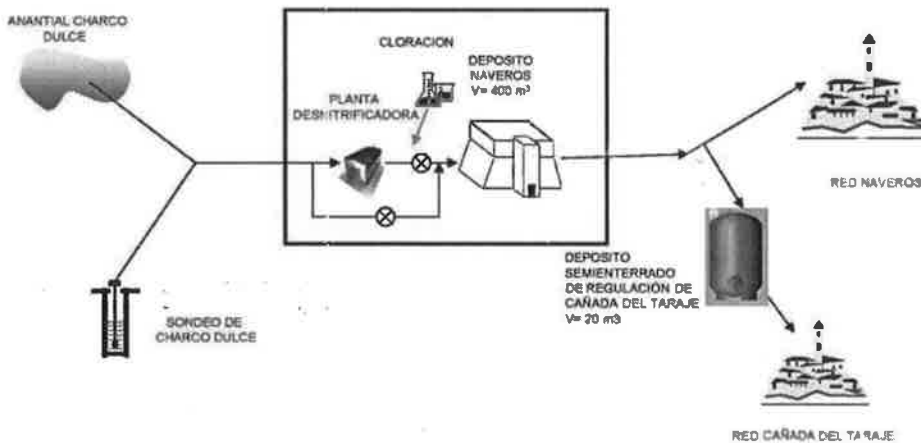 ANANTIAL CHARCO
DULCE
CLORACION
DEPOSITO
NAVEROS
V= 400 m³
PLANTA
DESNITRIFICADORA
RED NAVEROS
DEPOSITO
SEMIENTERRADO
DE REGULACIÓN DE
CAÑADA DEL TARAJE
V= 20 m3
SONDEO DE
CHARCO DULCE
RED CAÑADA DEL TARAJE